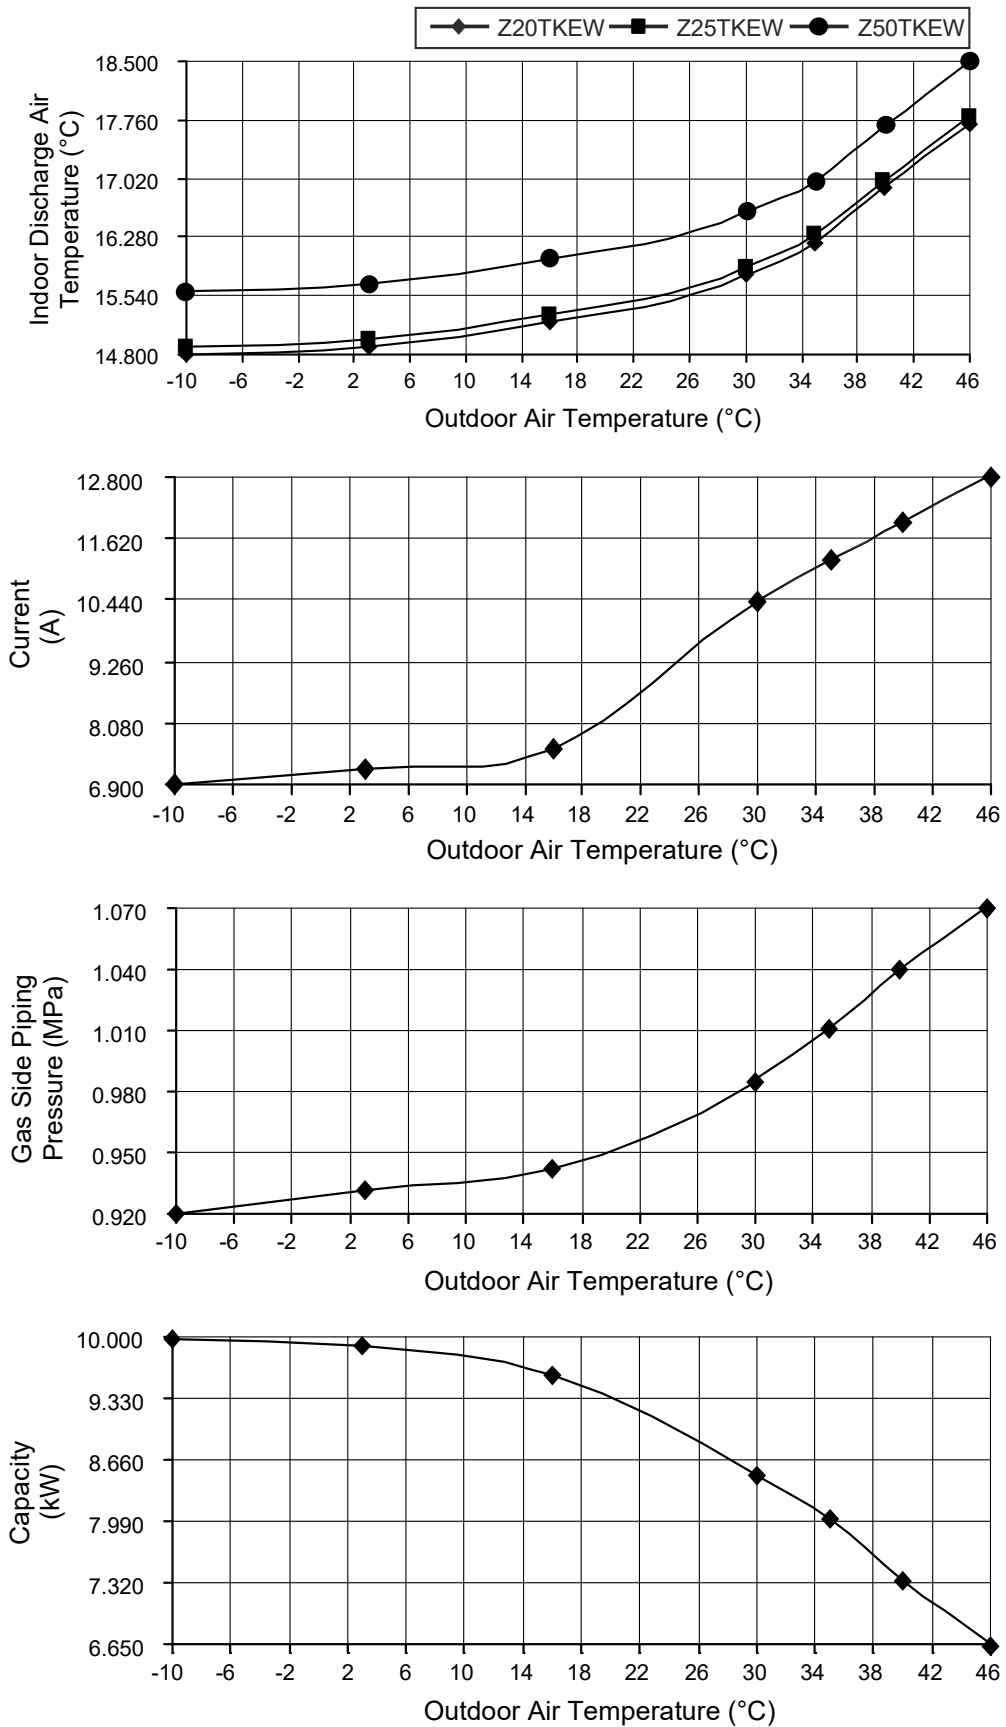 Z20TKEW Z25TKEW Z50TKEW
Indoor Discharge Air
Temperature (°C)
18.500
17.760
17.020
16.280
15.540
14.800
-10 -6 -2 2 6 10 14 18 22 26 30 34 38 42 46
Outdoor Air Temperature (°C)
Current
(A)
12.800
11.620
10.440
9.260
8.080
6.900
-10 -6 -2 2 6 10 14 18 22 26 30 34 38 42 46
Outdoor Air Temperature (°C)
Gas Side Piping
Pressure (MPa)
1.070
1.040
1.010
0.980
0.950
0.920
-10 -6 -2 2 6 10 14 18 22 26 30 34 38 42 46
Outdoor Air Temperature (°C)
Capacity
(kW)
10.000
9.330
8.660
7.990
7.320
6.650
-10 -6 -2 2 6 10 14 18 22 26 30 34 38 42 46
Outdoor Air Temperature (°C)